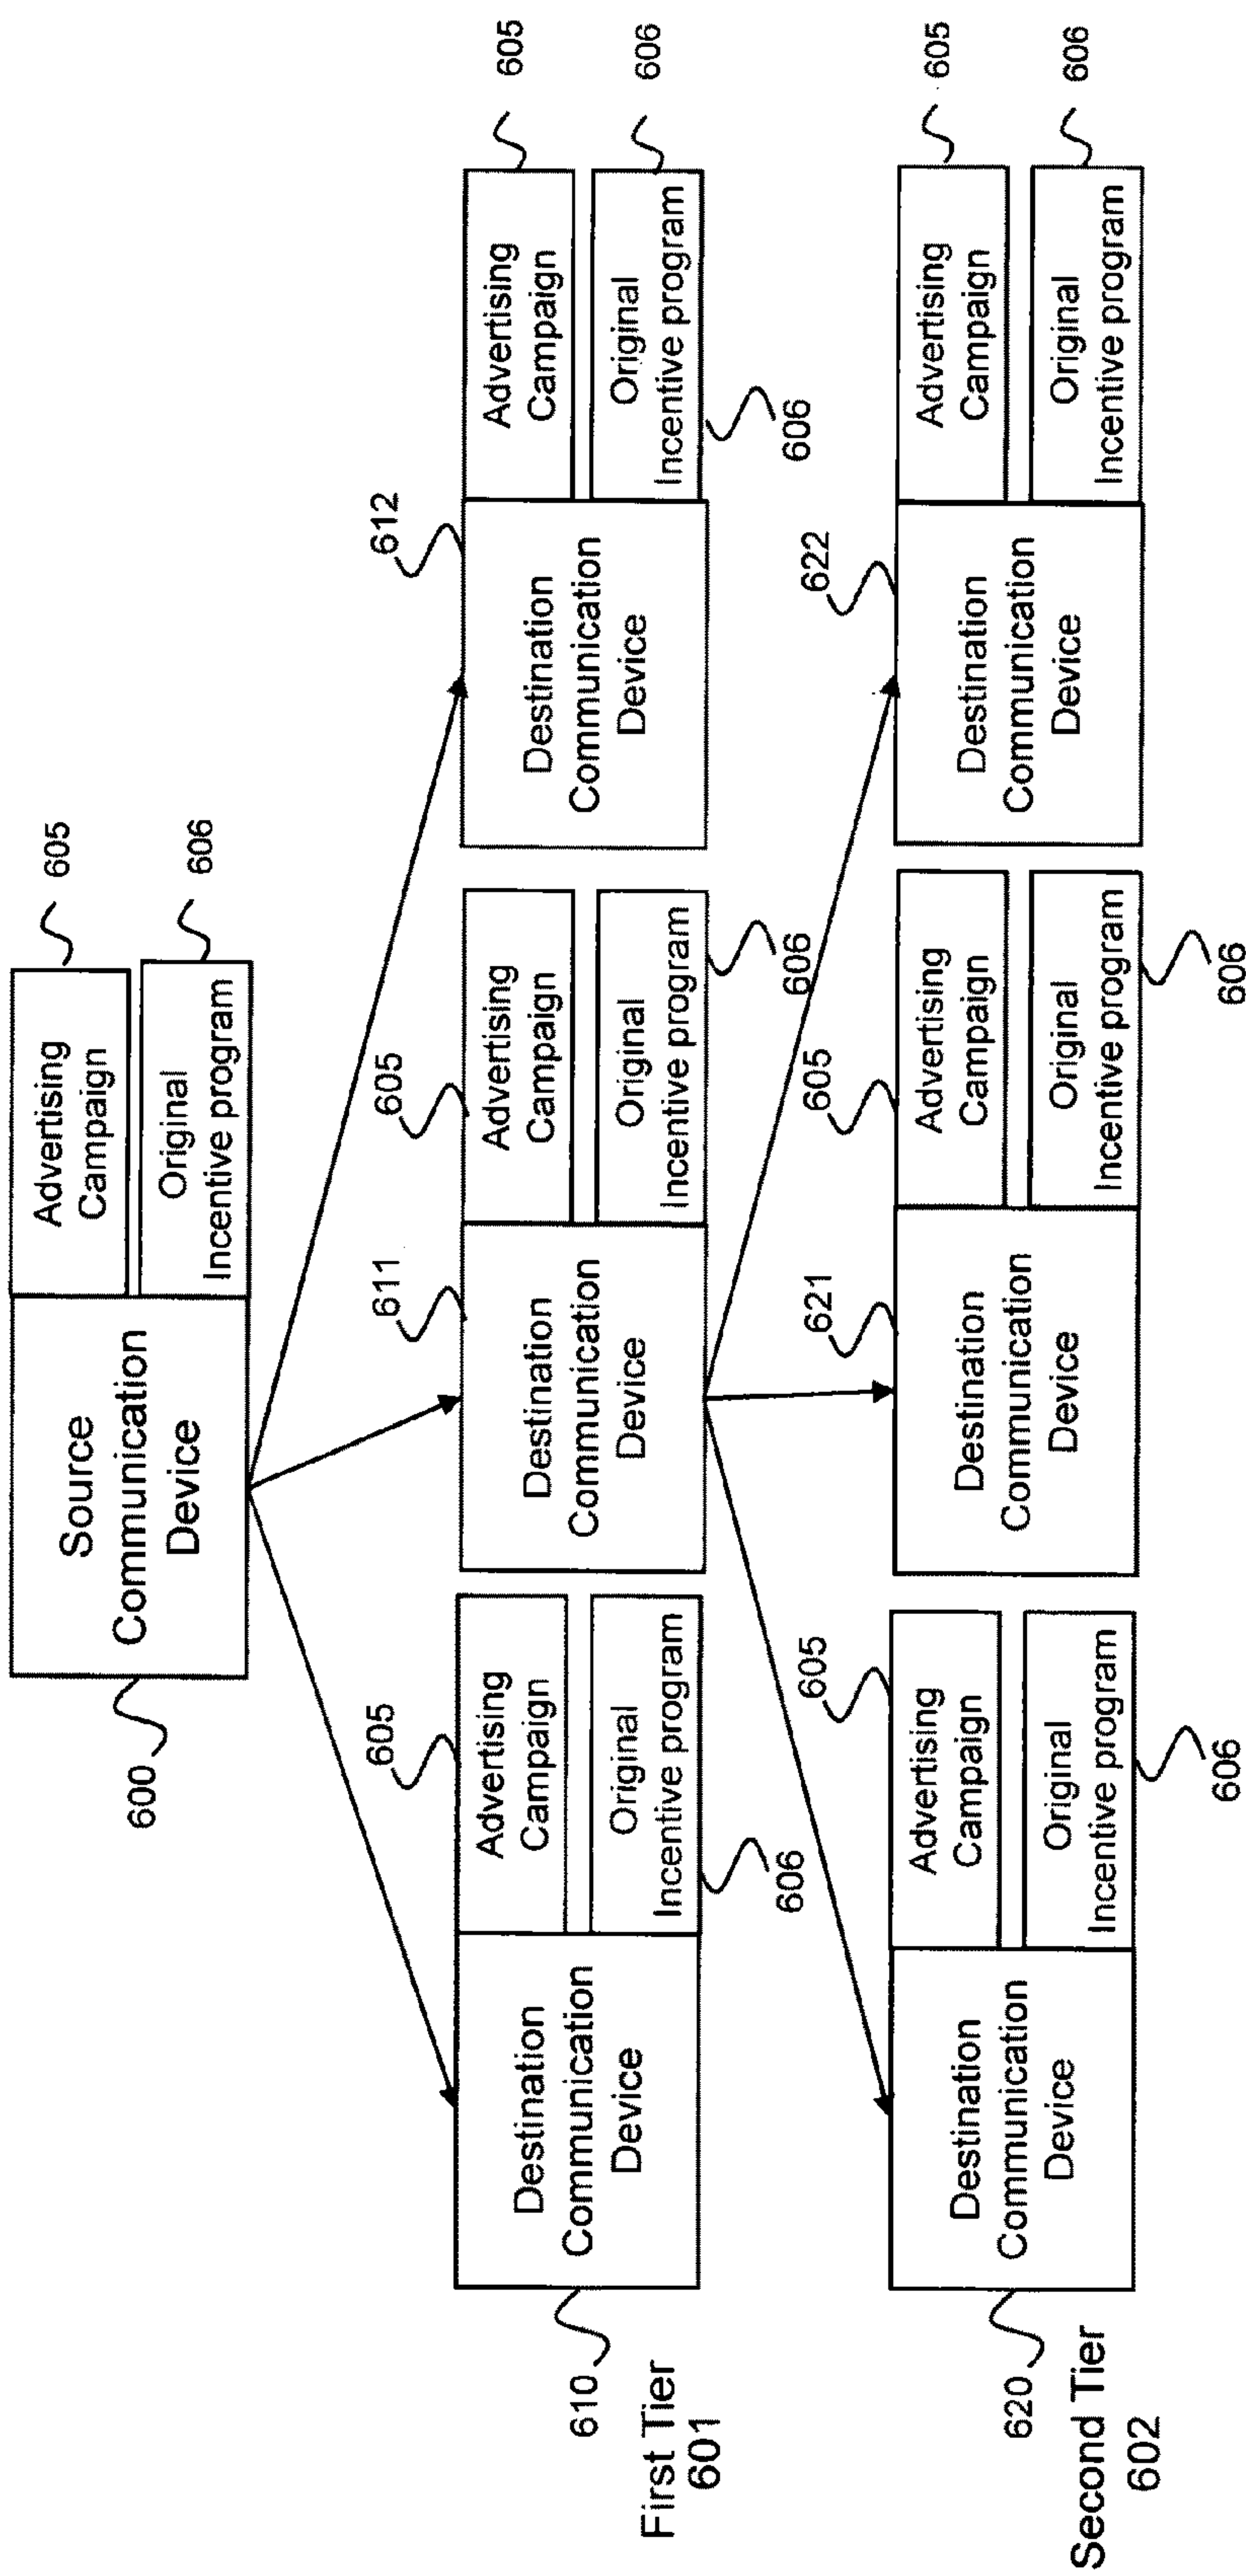 Source
Communication
Device
Advertising
Campaign
Original
Incentive program
605
606
600
605
611
605
612
Destination
Communication
Device
Advertising
Campaign
Original
Incentive program
Destination
Communication
Device
Advertising
Campaign
Original
Incentive program
Destination
Communication
Device
Advertising
Campaign
Original
Incentive program
605
606
610
First Tier
601
606
606
606
605
621
605
622
Destination
Communication
Device
Advertising
Campaign
Original
Incentive program
Destination
Communication
Device
Advertising
Campaign
Original
Incentive program
Destination
Communication
Device
Advertising
Campaign
Original
Incentive program
605
606
620
Second Tier
602
606
606